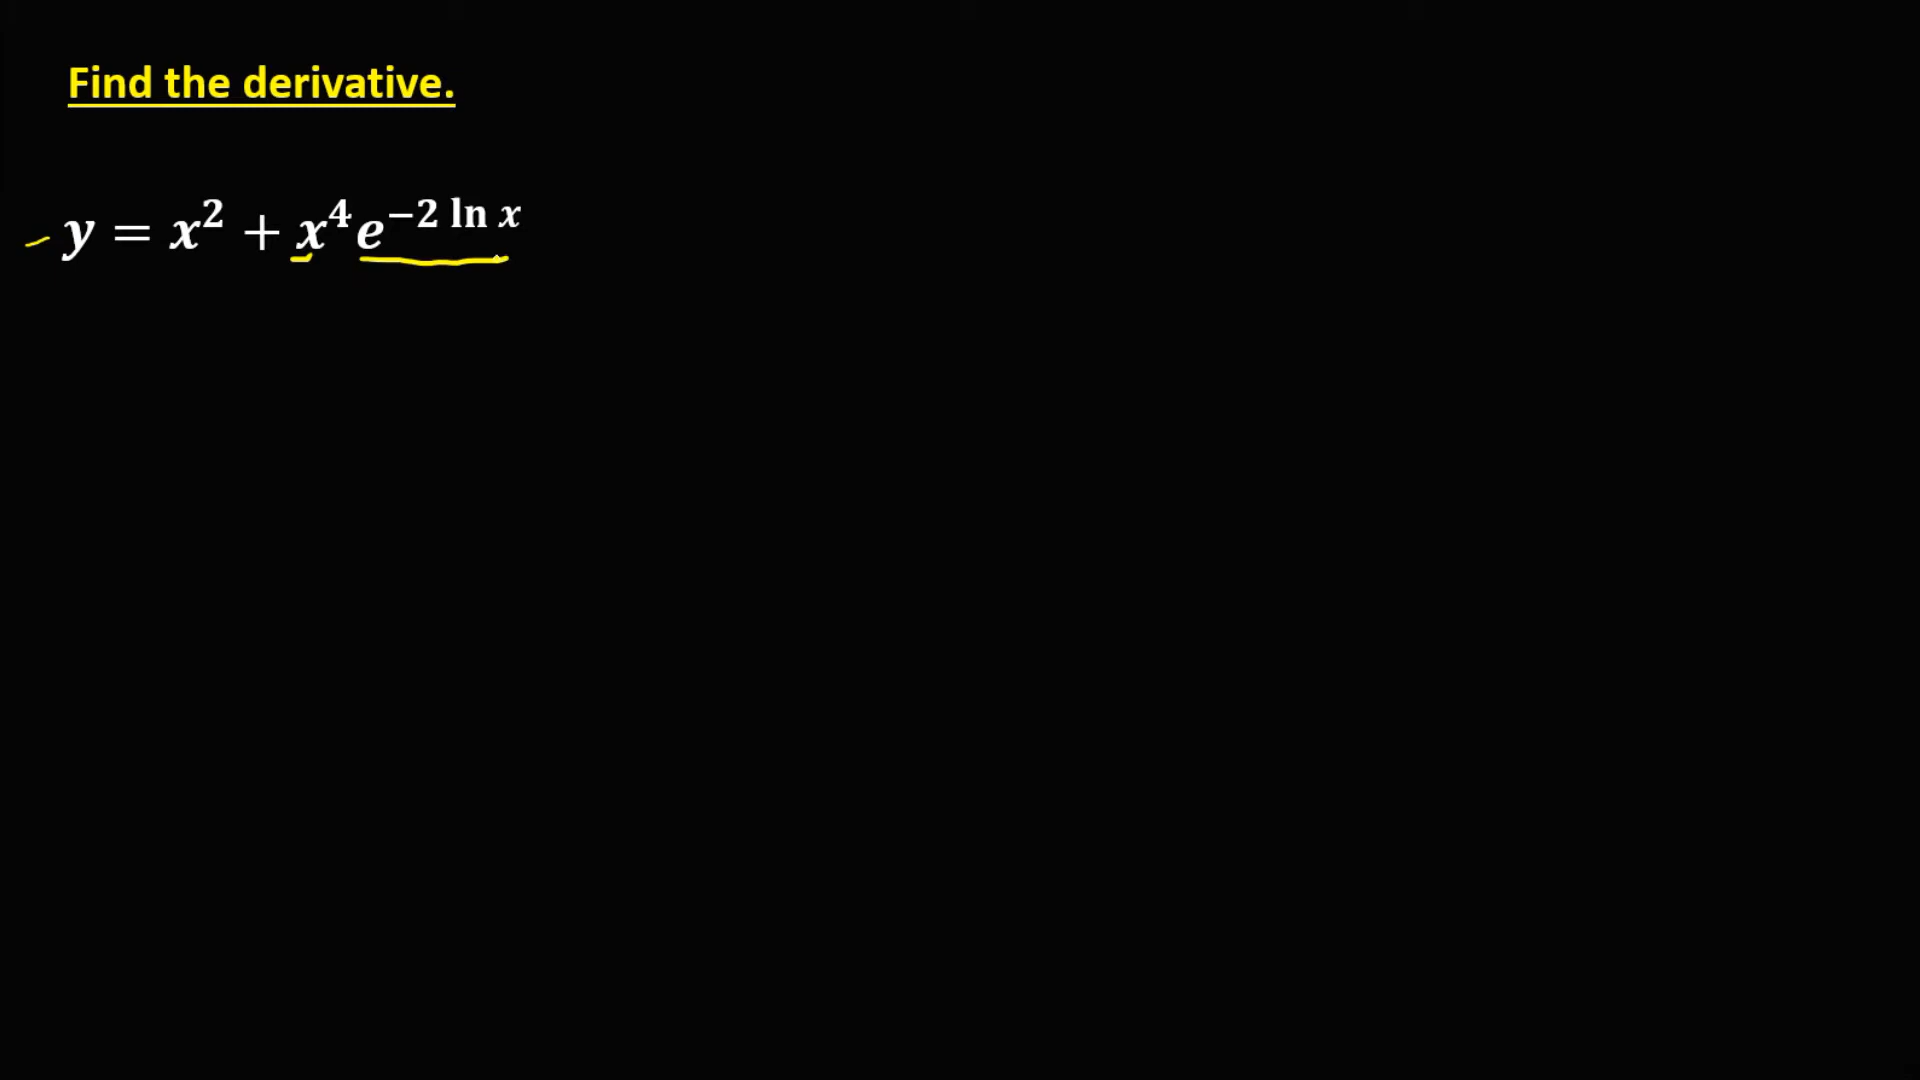 Find the derivative.
y = x² + x⁴e^{−2 ln x}